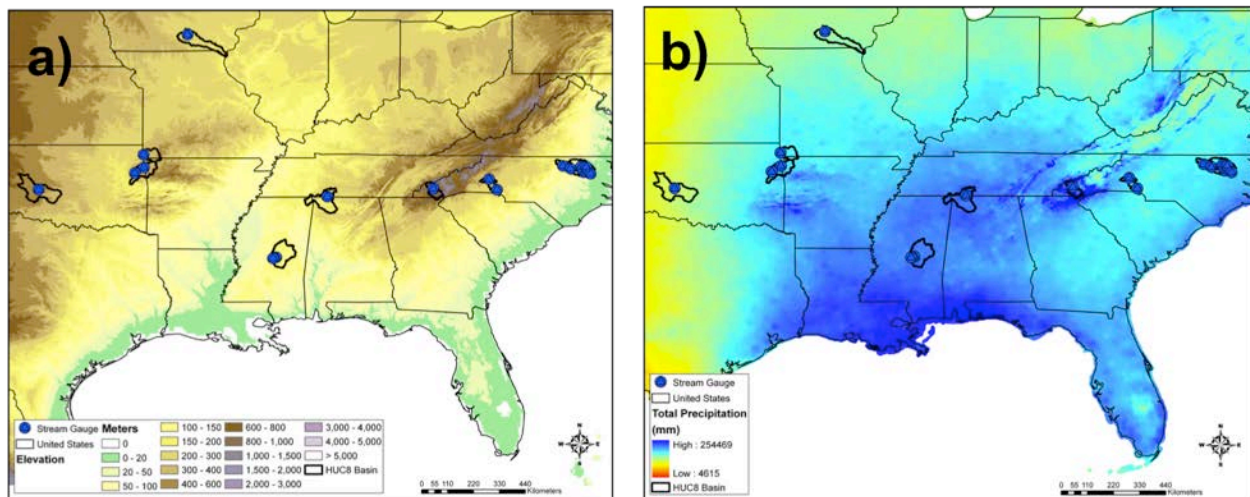 a)
Stream Gauge
United States
Elevation
Meters
0
0 - 20
20 - 50
50 - 100
100 - 150
150 - 200
200 - 300
300 - 400
400 - 600
600 - 800
800 - 1,000
1,000 - 1,500
1,500 - 2,000
2,000 - 3,000
3,000 - 4,000
4,000 - 5,000
> 5,000
HUC8 Basin
N
W E
S
0 55 110 220 330 440
Kilometers
b)
Stream Gauge
United States
Total Precipitation
(mm)
High : 254469
Low : 4615
HUC8 Basin
N
W E
S
0 55 110 220 330 440
Kilometers